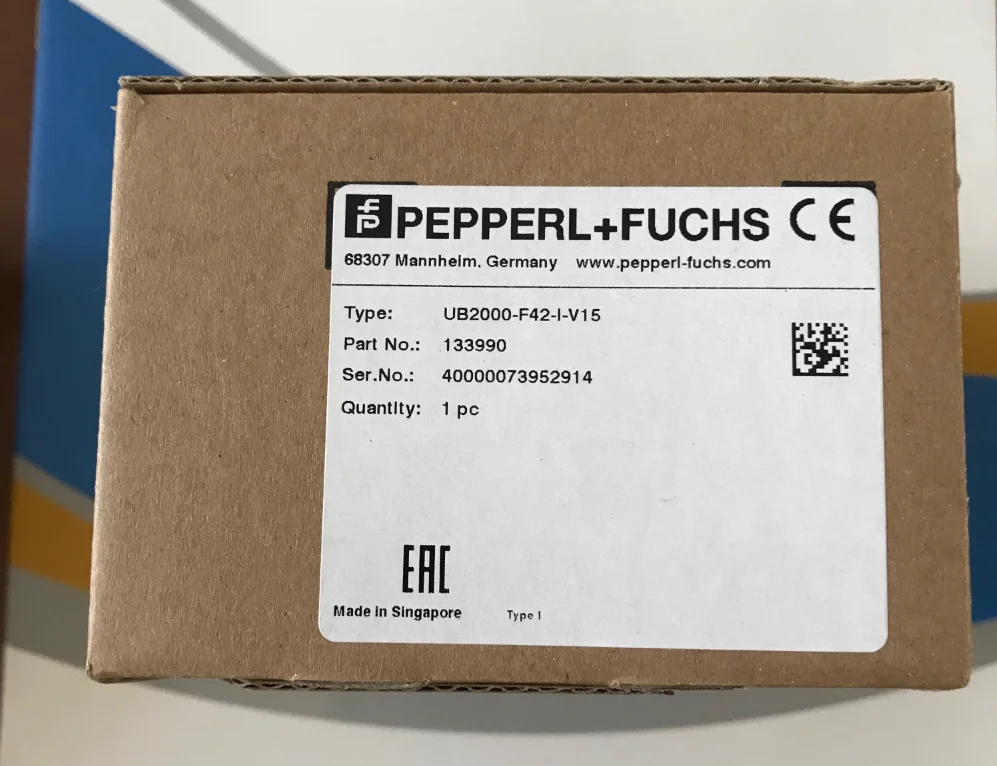 PEPPERL+FUCHS CE
68307 Mannheim, Germany www.pepperl-fuchs.com
Type: UB2000-F42-I-V15
Part No.: 133990
Ser.No.: 40000073952914
Quantity: 1 pc
EAC
Made in Singapore Type I